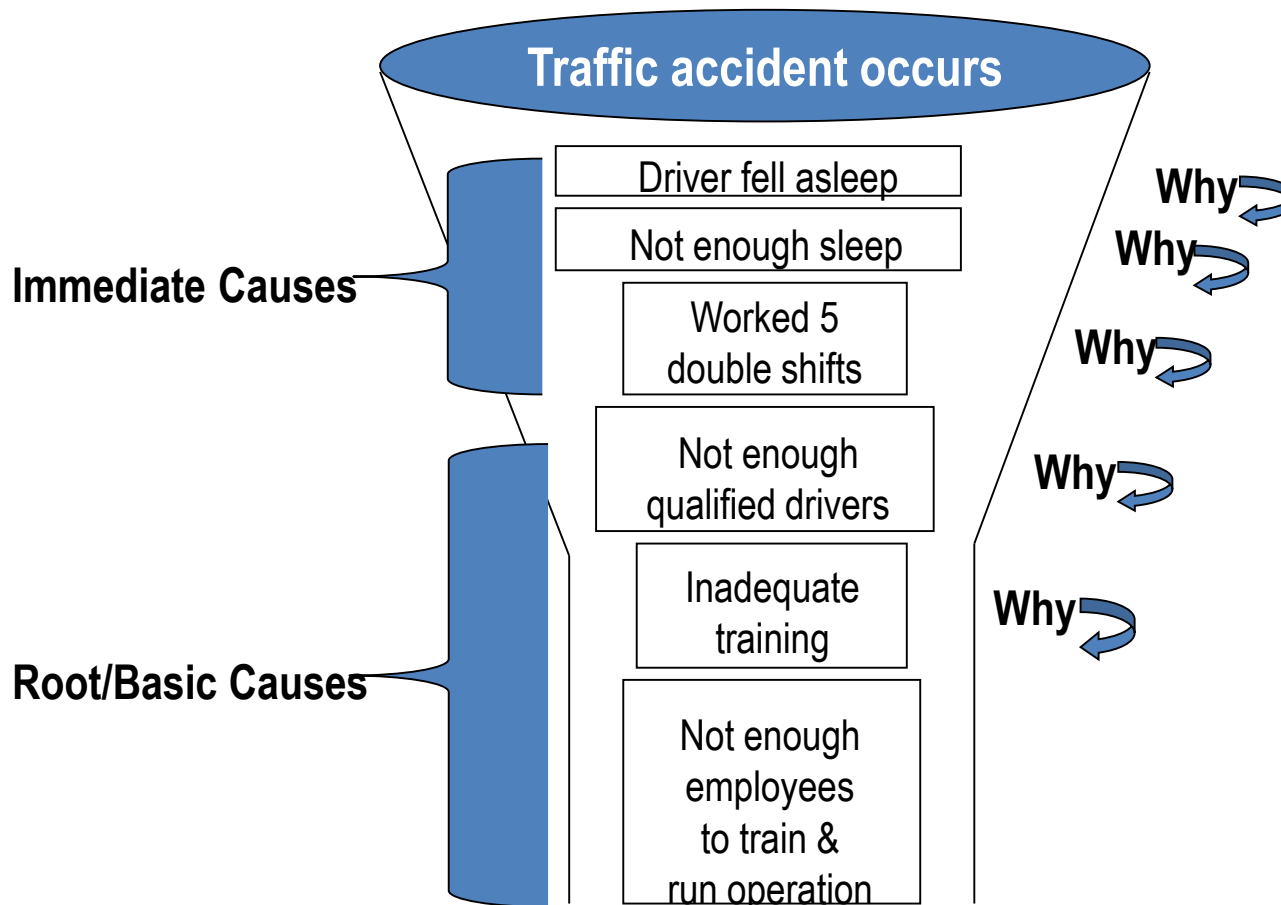 Traffic accident occurs
Driver fell asleep
Why
Not enough sleep
Why
Immediate Causes
Worked 5
double shifts
Why
Not enough
qualified drivers
Why
Inadequate
training
Why
Root/Basic Causes
Not enough
employees
to train &
run operation